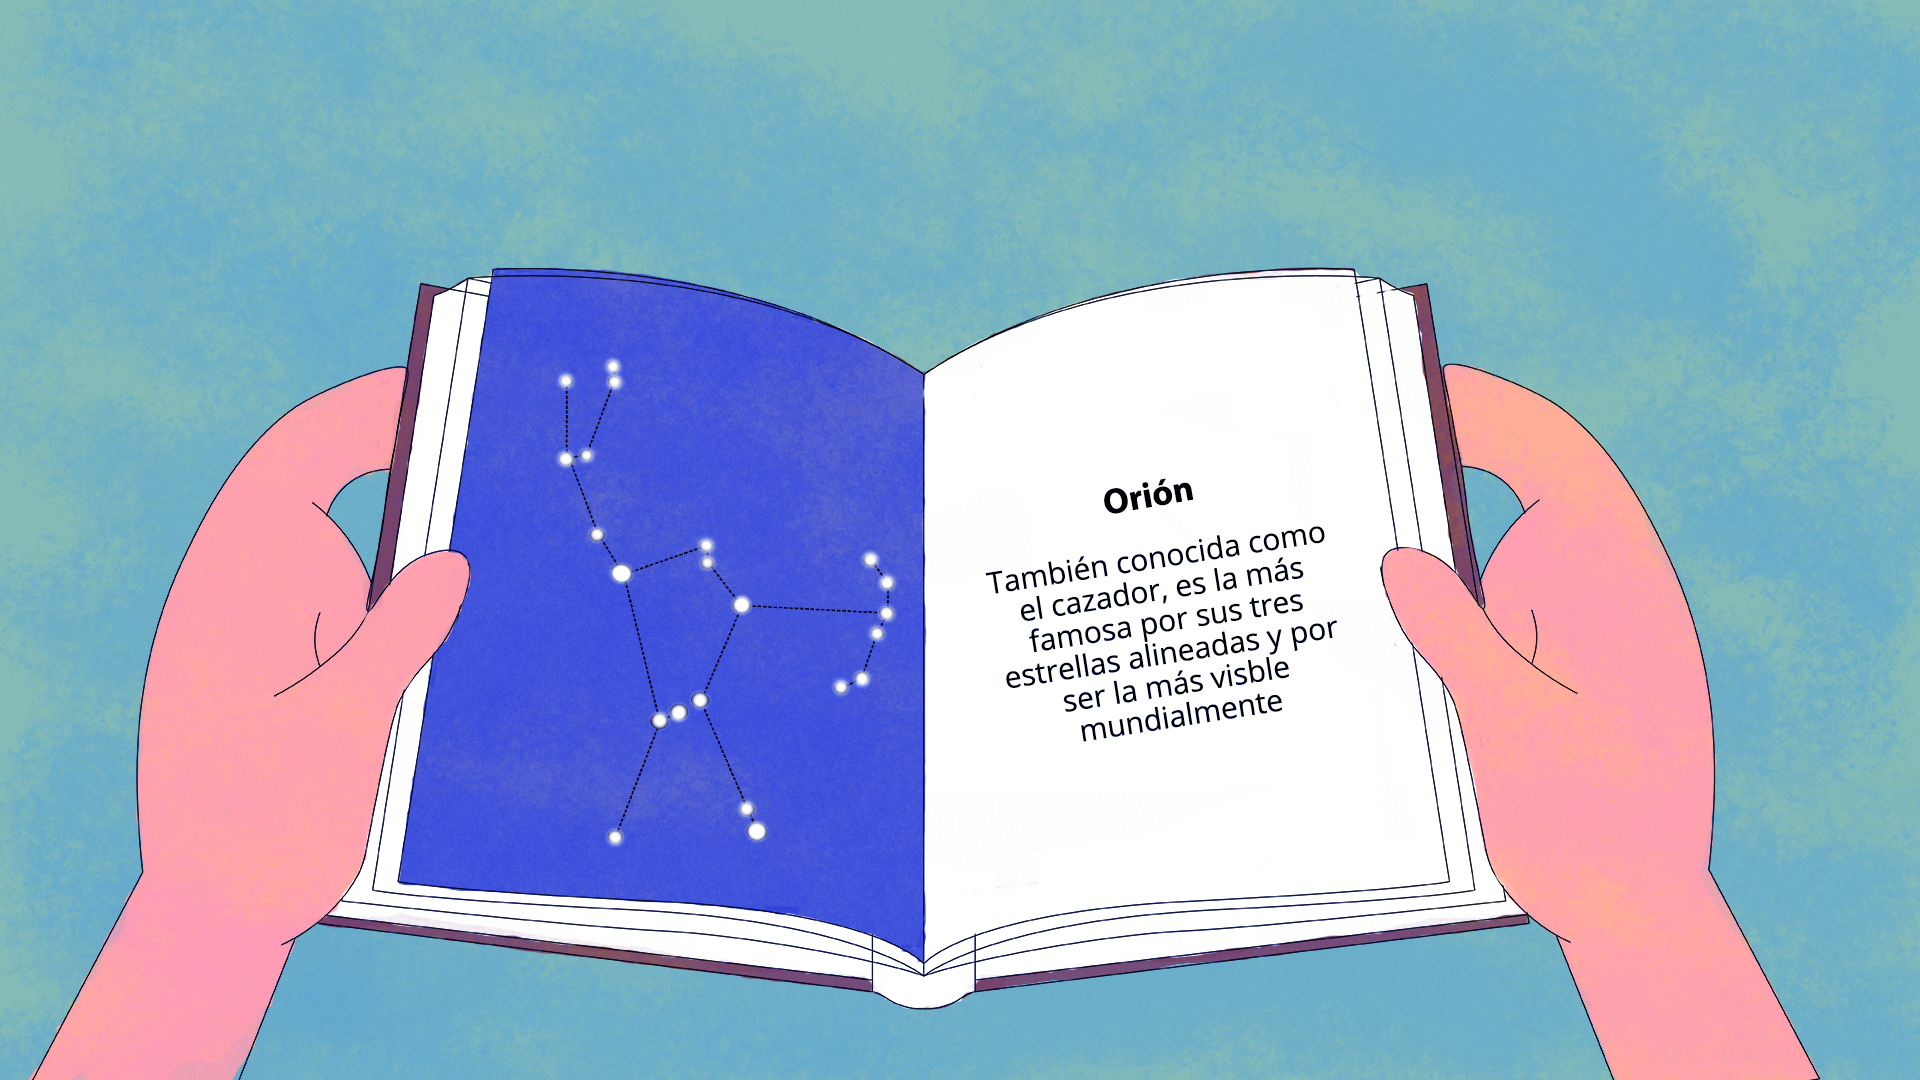 Orión
También conocida como
el cazador, es la más
famosa por sus tres
estrellas alineadas y por
ser la más visble
mundialmente